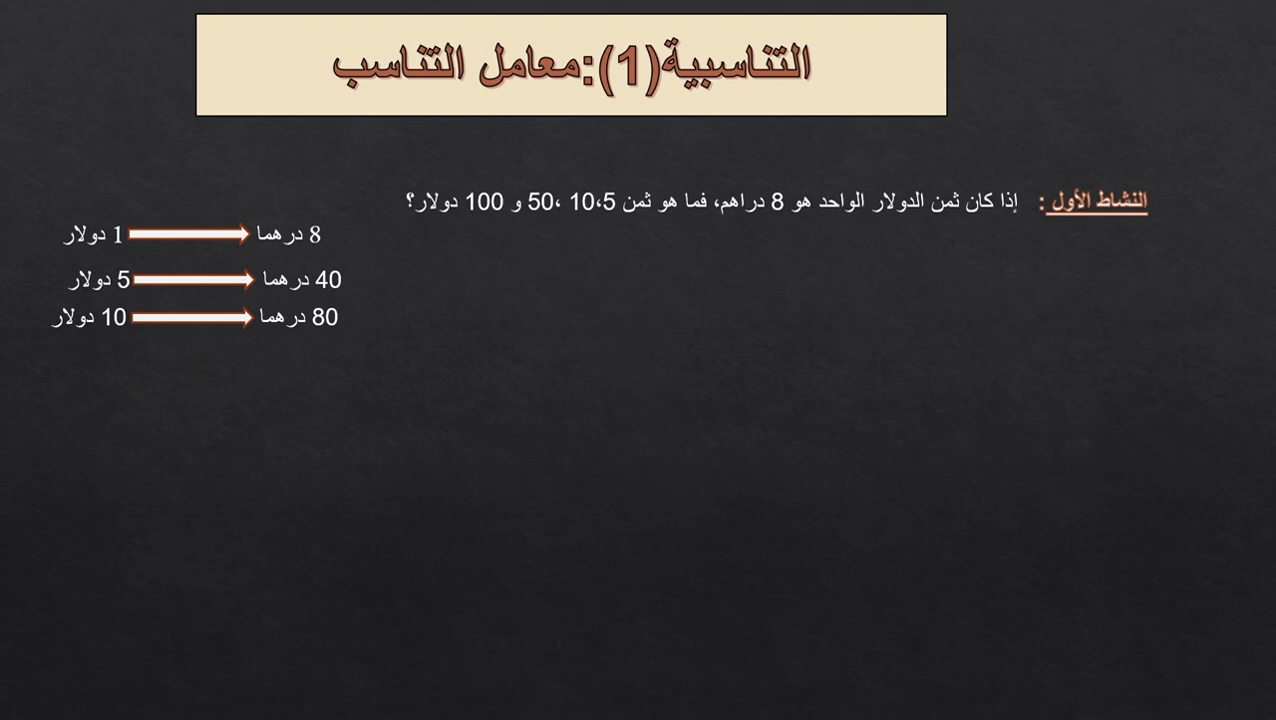 التناسبية(1):معامل التناسب
النشاط الأول : إذا كان ثمن الدولار الواحد هو 8 دراهم، فما هو ثمن 5،10 ،50 و 100 دولار؟
1 دولار 8 درهما
5 دولار 40 درهما
10 دولار 80 درهما